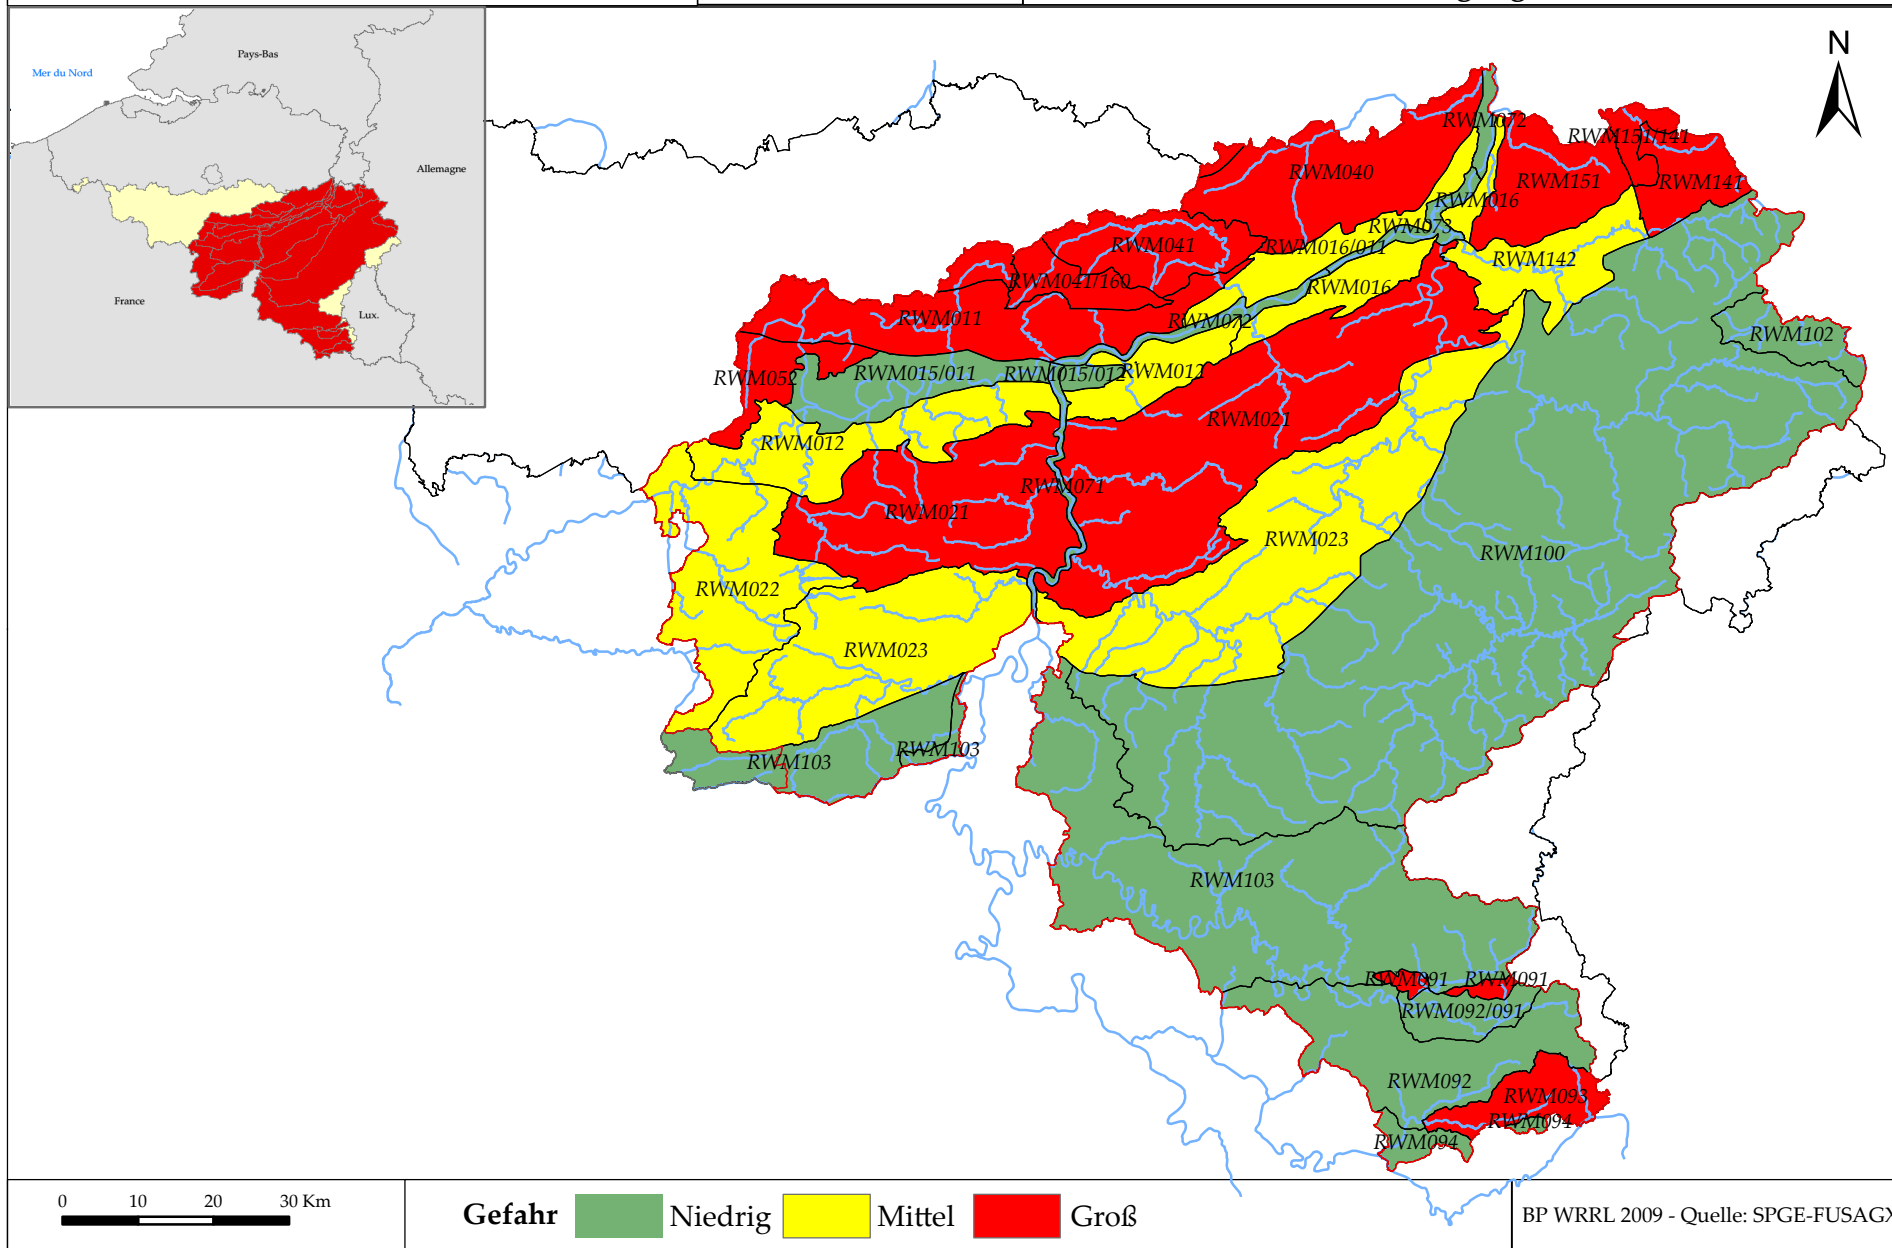 Mer du Nord
Pays-Bas
Allemagne
France
Lux.
N
RWM072
RWM151/141
RWM040
RWM151
RWM141
RWM016
RWM073
RWM041
RWM016/011
RWM142
RWM041/160
RWM016
RWM011
RWM072
RWM102
RWM052
RWM015/011
RWM015/012
RWM012
RWM021
RWM012
RWM071
RWM021
RWM023
RWM100
RWM022
RWM023
RWM103
RWM103
RWM103
RWM091
RWM091
RWM092/091
RWM092
RWM093
RWM094
RWM094
0 10 20 30 Km
Gefahr Niedrig Mittel Groß
BP WRRL 2009 - Quelle: SPGE-FUSAGX